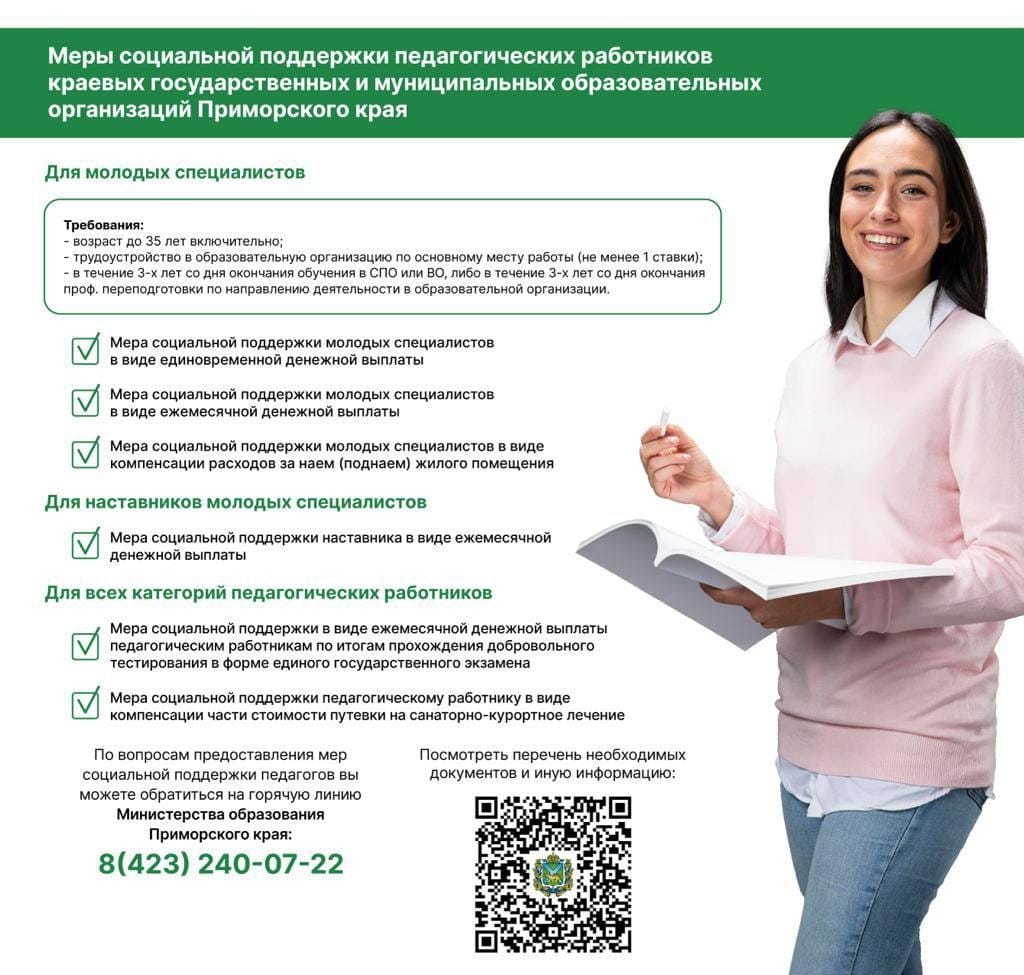 Меры социальной поддержки педагогических работников
краевых государственных и муниципальных образовательных
организаций Приморского края
Для молодых специалистов
Требования:
- возраст до 35 лет включительно;
- трудоустройство в образовательную организацию по основному месту работы (не менее 1 ставки);
- в течение 3-х лет со дня окончания обучения в СПО или ВО, либо в течение 3-х лет со дня окончания
проф. переподготовки по направлению деятельности в образовательной организации.
Мера социальной поддержки молодых специалистов
в виде единовременной денежной выплаты
Мера социальной поддержки молодых специалистов
в виде ежемесячной денежной выплаты
Мера социальной поддержки молодых специалистов в виде
компенсации расходов за наем (поднаем) жилого помещения
Для наставников молодых специалистов
Мера социальной поддержки наставника в виде ежемесячной
денежной выплаты
Для всех категорий педагогических работников
Мера социальной поддержки в виде ежемесячной денежной выплаты
педагогическим работникам по итогам прохождения добровольного
тестирования в форме единого государственного экзамена
Мера социальной поддержки педагогическому работнику в виде
компенсации части стоимости путевки на санаторно-курортное лечение
По вопросам предоставления мер
социальной поддержки педагогов вы
можете обратиться на горячую линию
Министерства образования
Приморского края:
8(423) 240-07-22
Посмотреть перечень необходимых
документов и иную информацию: